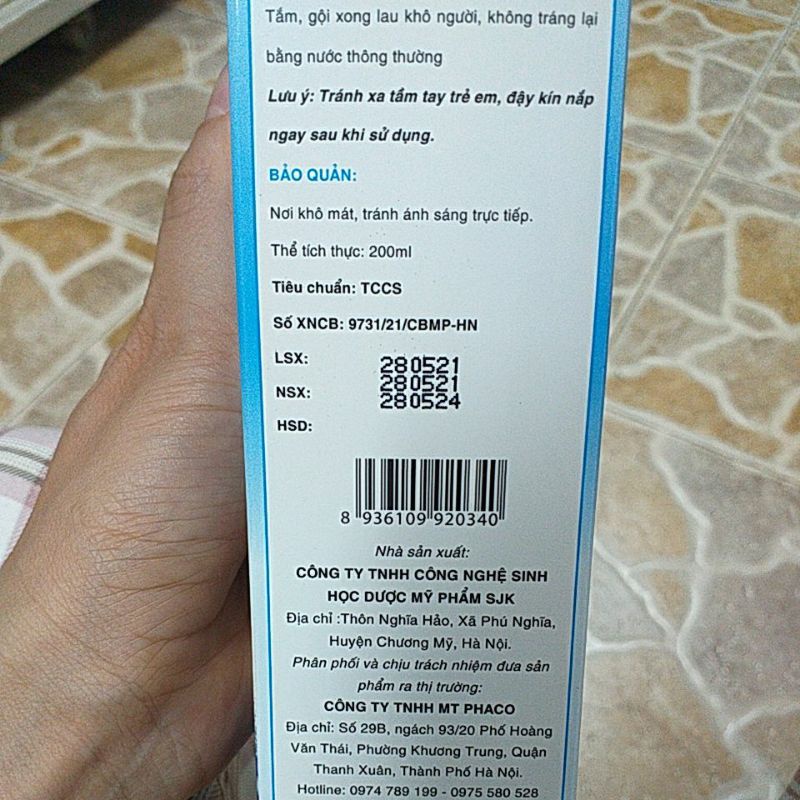 Tắm, gội xong lau khô người, không tráng lại
bằng nước thông thường
Lưu ý: Tránh xa tầm tay trẻ em, đậy kín nắp
ngay sau khi sử dụng.
BẢO QUẢN:
Nơi khô mát, tránh ánh sáng trực tiếp.
Thể tích thực: 200ml
Tiêu chuẩn: TCCS
Số XNCB: 9731/21/CBMP-HN
LSX: 280521
NSX: 280521
HSD: 280524
8 936109 920340
Nhà sản xuất:
CÔNG TY TNHH CÔNG NGHỆ SINH
HỌC DƯỢC MỸ PHẨM SJK
Địa chỉ :Thôn Nghĩa Hảo, Xã Phú Nghĩa,
Huyện Chương Mỹ, Hà Nội.
Phân phối và chịu trách nhiệm đưa sản
phẩm ra thị trường:
CÔNG TY TNHH MT PHACO
Địa chỉ: Số 29B, ngách 93/20 Phố Hoàng
Văn Thái, Phường Khương Trung, Quận
Thanh Xuân, Thành Phố Hà Nội.
Hotline: 0974 789 199 - 0975 580 528